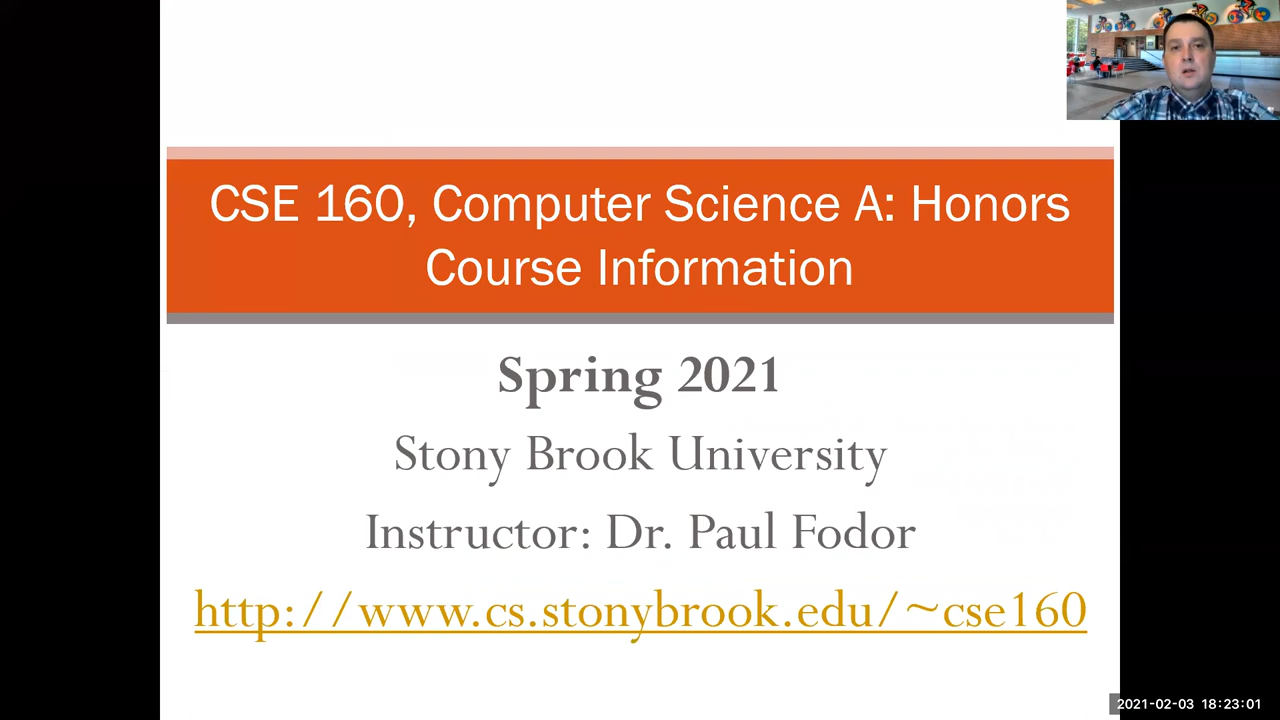 CSE 160, Computer Science A: Honors
Course Information
Spring 2021
Stony Brook University
Instructor: Dr. Paul Fodor
http://www.cs.stonybrook.edu/~cse160
2021-02-03 18:23:01